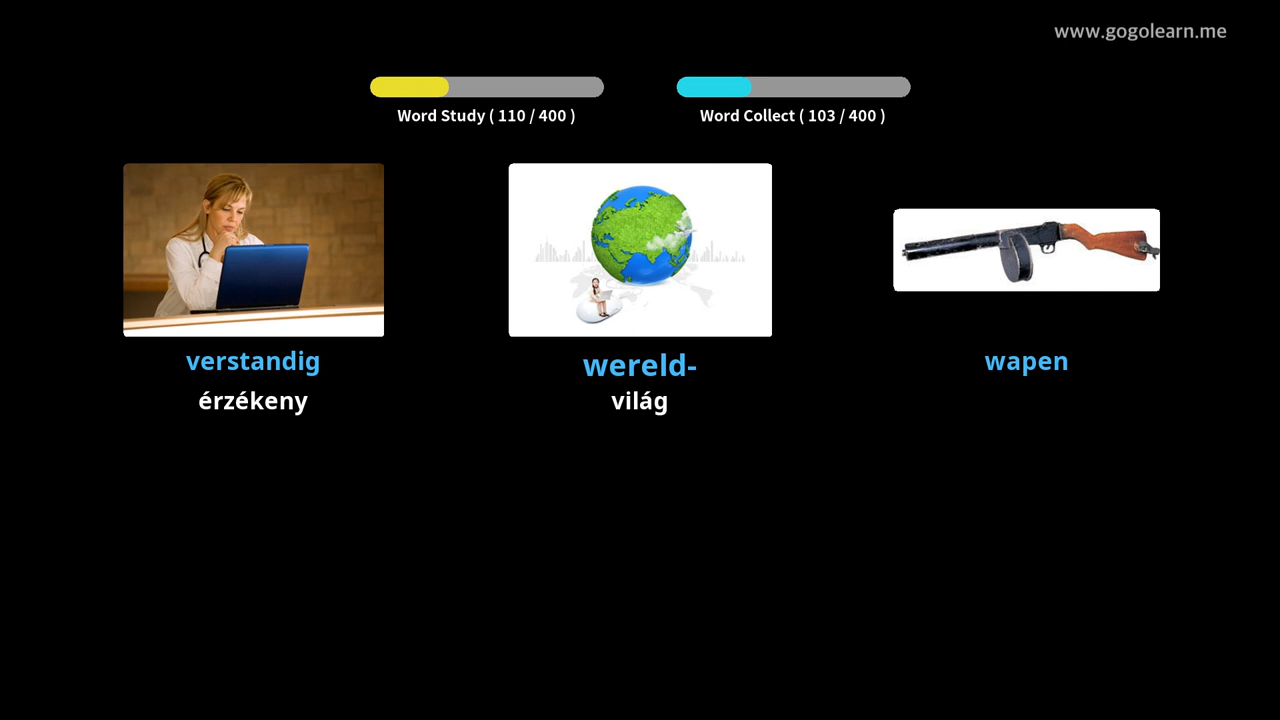 www.gogolearn.me
Word Study ( 110 / 400 )
Word Collect ( 103 / 400 )
verstandig
wereld-
wapen
érzékeny
világ